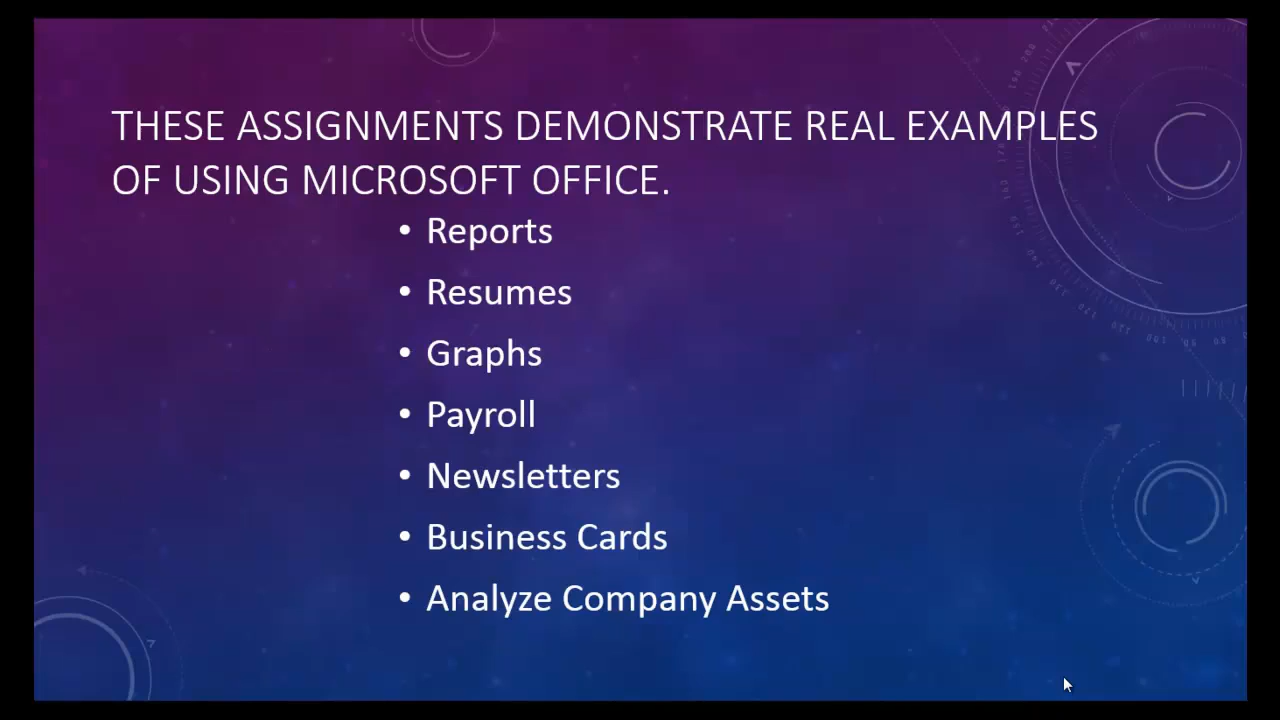 THESE ASSIGNMENTS DEMONSTRATE REAL EXAMPLES
OF USING MICROSOFT OFFICE.
• Reports
• Resumes
• Graphs
• Payroll
• Newsletters
• Business Cards
• Analyze Company Assets